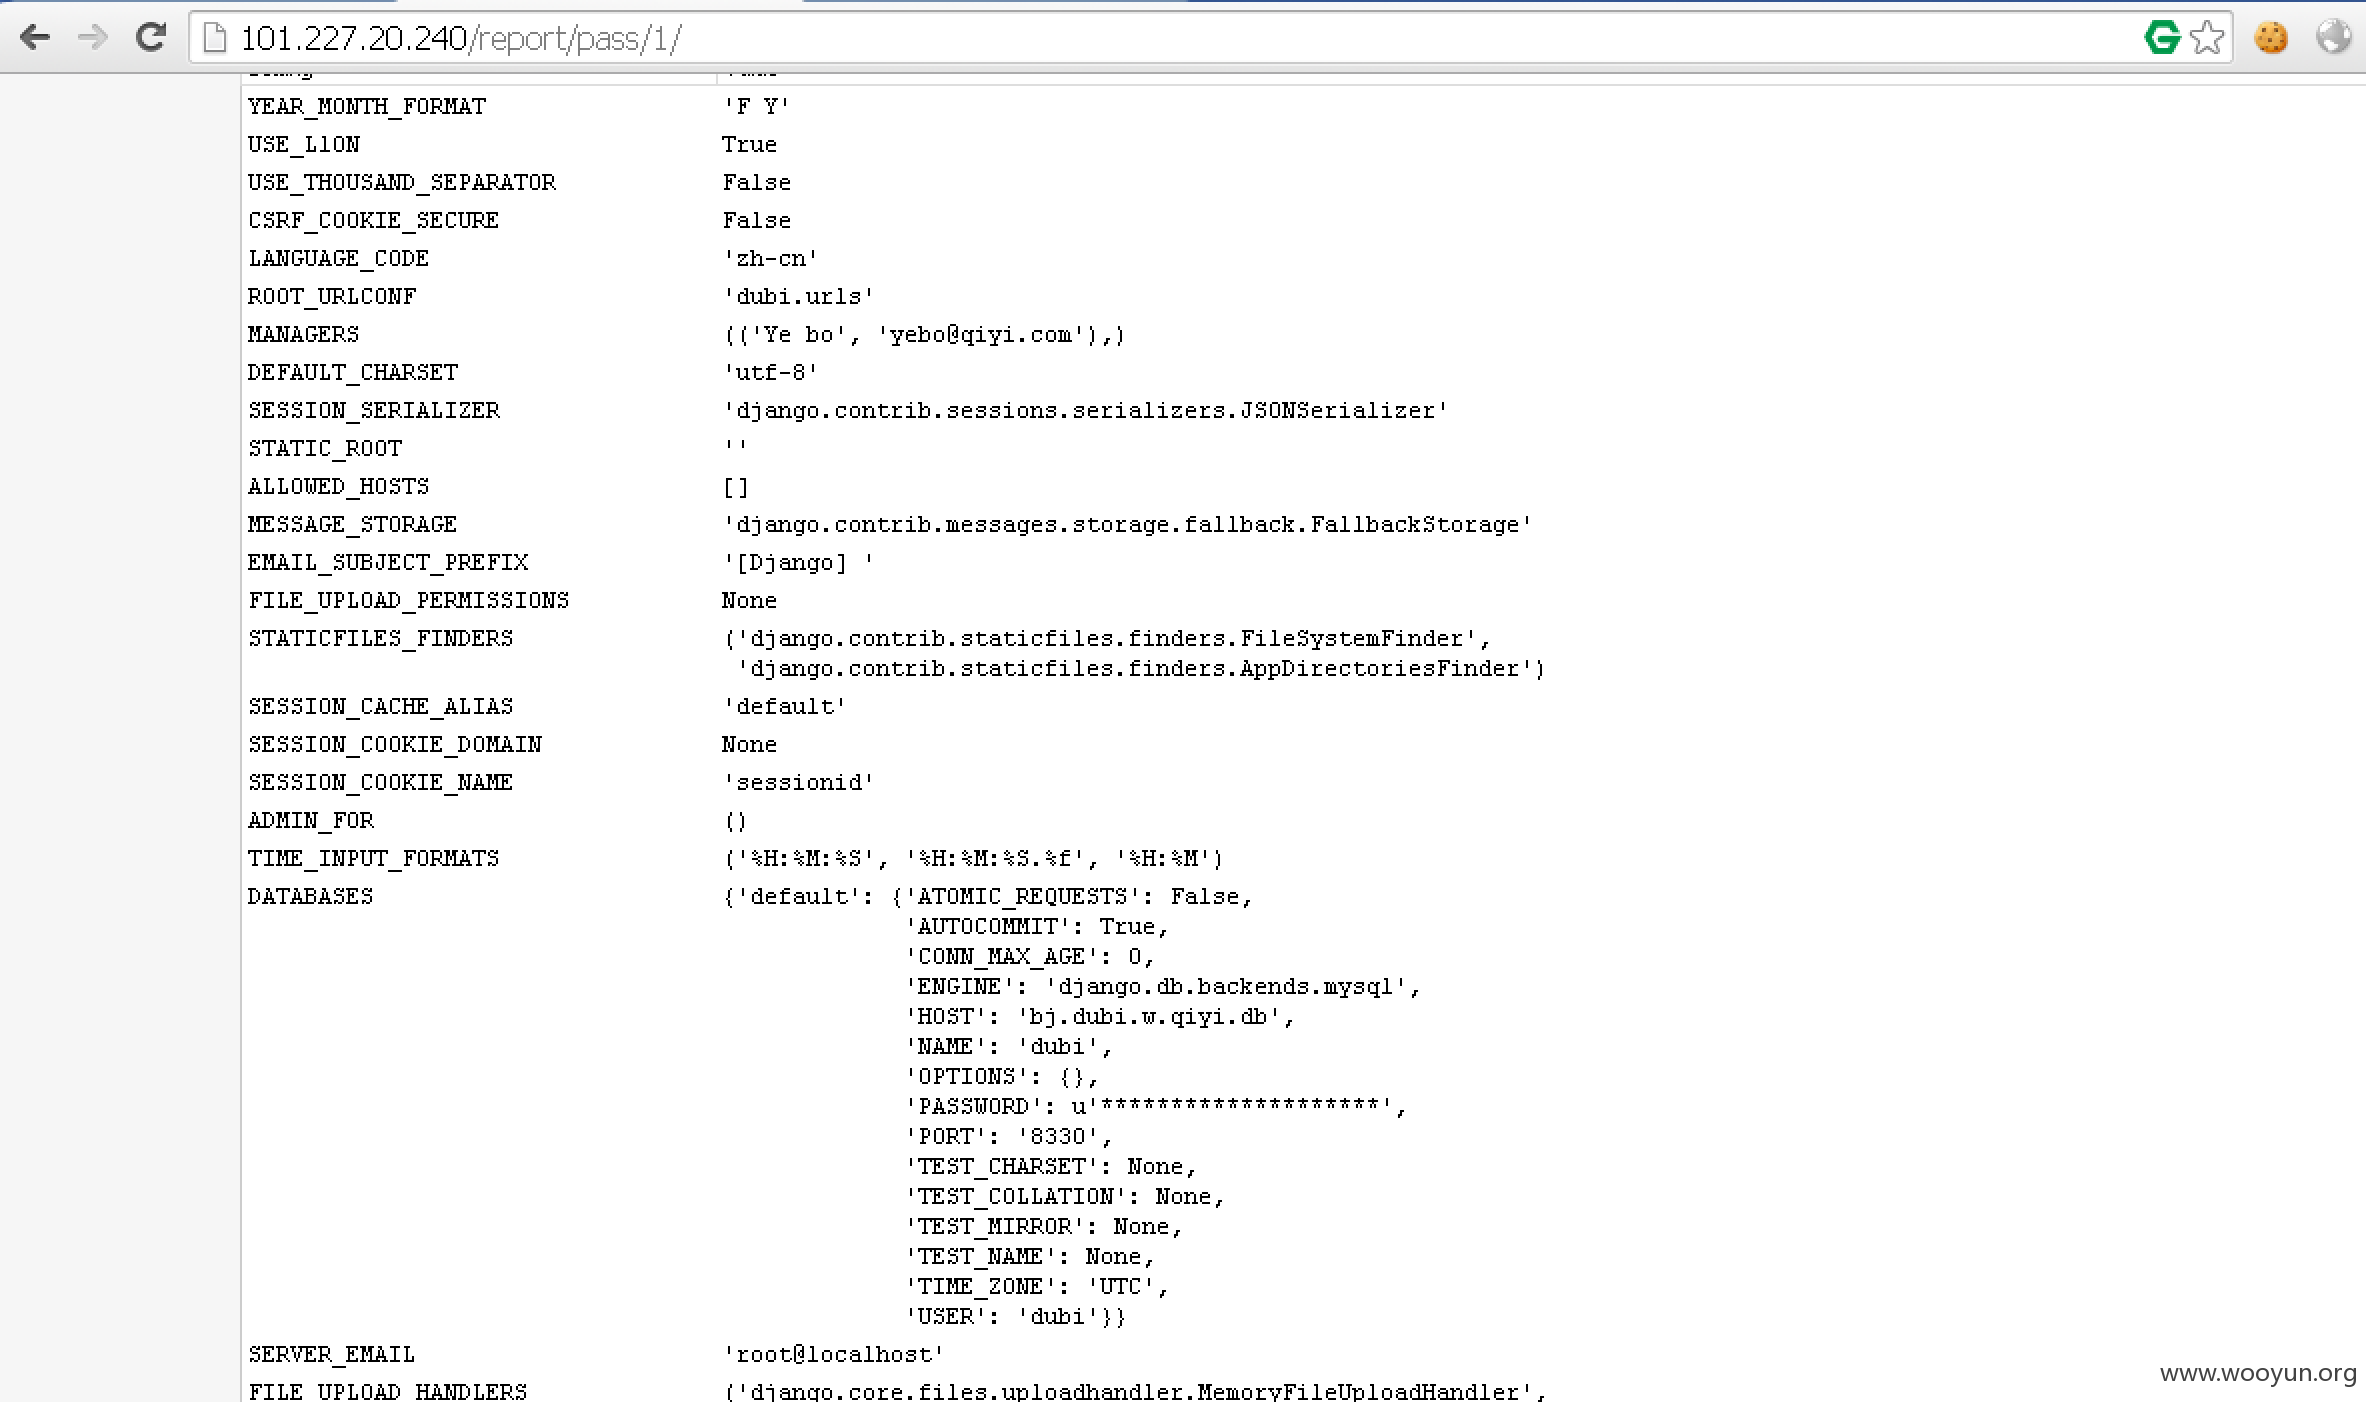 101.227.20.240/report/pass/1/
YEAR_MONTH_FORMAT 'F Y'
USE_L10N True
USE_THOUSAND_SEPARATOR False
CSRF_COOKIE_SECURE False
LANGUAGE_CODE 'zh-cn'
ROOT_URLCONF 'dubi.urls'
MANAGERS (('Ye bo', 'yebo@qiyi.com'),)
DEFAULT_CHARSET 'utf-8'
SESSION_SERIALIZER 'django.contrib.sessions.serializers.JSONSerializer'
STATIC_ROOT ''
ALLOWED_HOSTS []
MESSAGE_STORAGE 'django.contrib.messages.storage.fallback.FallbackStorage'
EMAIL_SUBJECT_PREFIX '[Django] '
FILE_UPLOAD_PERMISSIONS None
STATICFILES_FINDERS ('django.contrib.staticfiles.finders.FileSystemFinder',
'django.contrib.staticfiles.finders.AppDirectoriesFinder')
SESSION_CACHE_ALIAS 'default'
SESSION_COOKIE_DOMAIN None
SESSION_COOKIE_NAME 'sessionid'
ADMIN_FOR ()
TIME_INPUT_FORMATS ('%H:%M:%S', '%H:%M:%S.%f', '%H:%M')
DATABASES {'default': {'ATOMIC_REQUESTS': False,
'AUTOCOMMIT': True,
'CONN_MAX_AGE': 0,
'ENGINE': 'django.db.backends.mysql',
'HOST': 'bj.dubi.w.qiyi.db',
'NAME': 'dubi',
'OPTIONS': {},
'PASSWORD': u'********************',
'PORT': '8330',
'TEST_CHARSET': None,
'TEST_COLLATION': None,
'TEST_MIRROR': None,
'TEST_NAME': None,
'TIME_ZONE': 'UTC',
'USER': 'dubi'}}
SERVER_EMAIL 'root@localhost'
FILE_UPLOAD_HANDLERS ('django.core.files.uploadhandler.MemoryFileUploadHandler',
www.wooyun.org